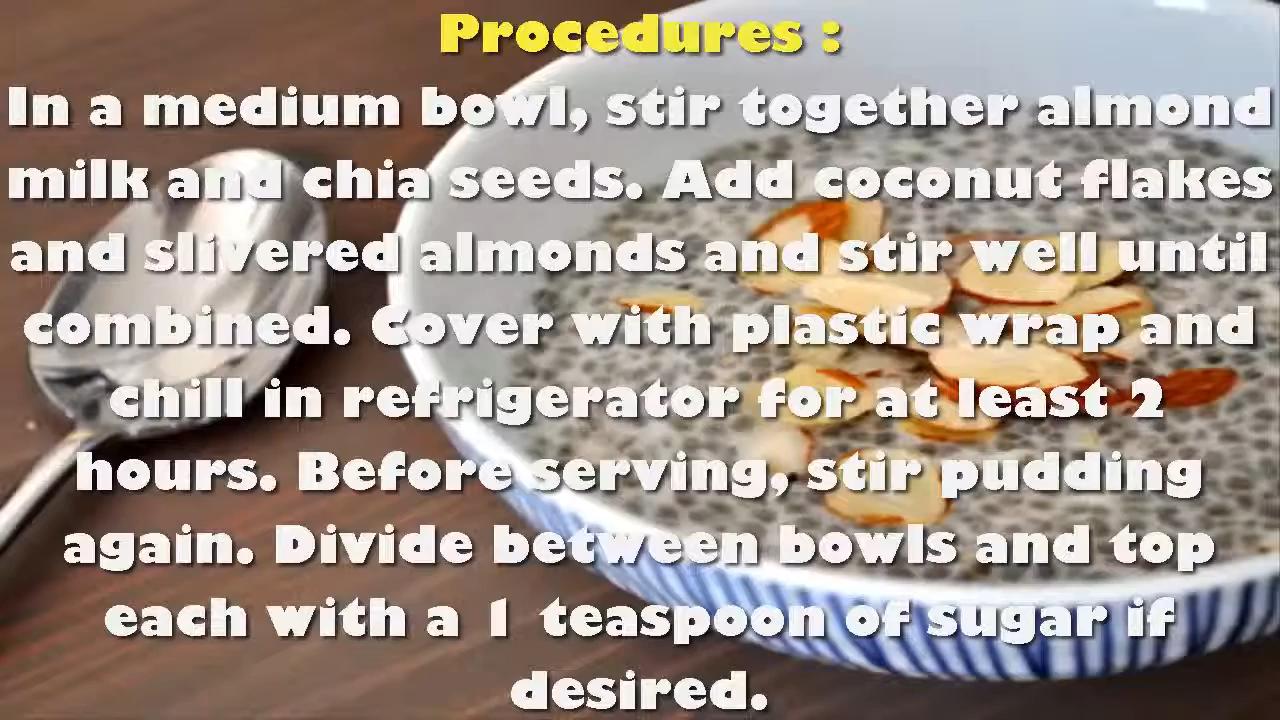 Procedures :
In a medium bowl, stir together almond
milk and chia seeds. Add coconut flakes
and slivered almonds and stir well until
combined. Cover with plastic wrap and
chill in refrigerator for at least 2
hours. Before serving, stir pudding
again. Divide between bowls and top
each with a 1 teaspoon of sugar if
desired.